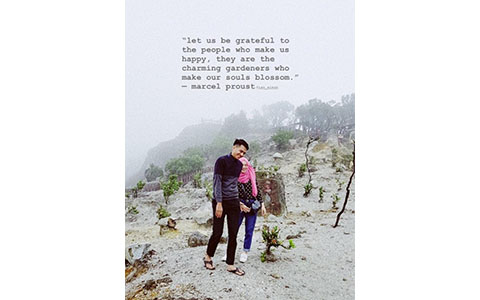 “let us be grateful to
the people who make us
happy, they are the
charming gardeners who
make our souls blossom.”
— marcel proust